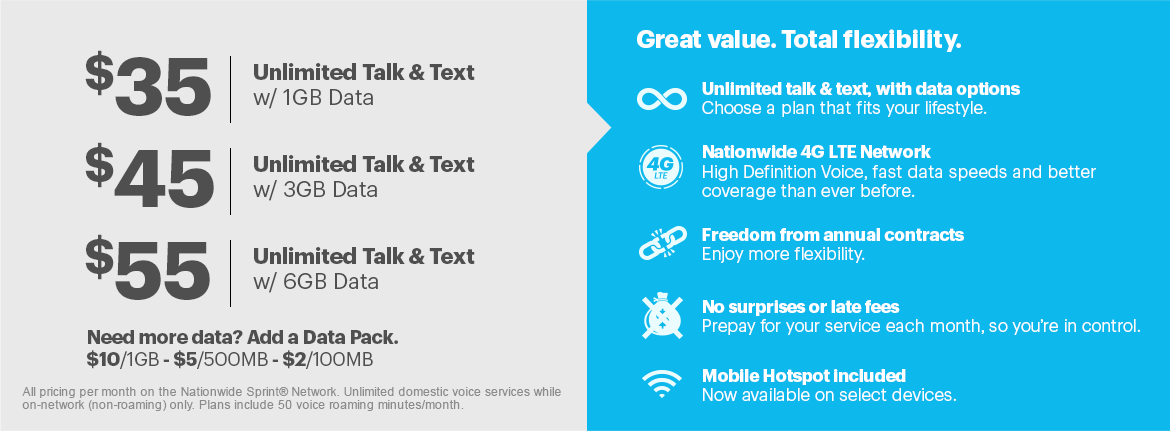 $35
Unlimited Talk & Text
w/ 1GB Data
$45
Unlimited Talk & Text
w/ 3GB Data
$55
Unlimited Talk & Text
w/ 6GB Data
Need more data? Add a Data Pack.
$10/1GB - $5/500MB - $2/100MB
All pricing per month on the Nationwide Sprint® Network. Unlimited domestic voice services while
on-network (non-roaming) only. Plans include 50 voice roaming minutes/month.
Great value. Total flexibility.
Unlimited talk & text, with data options
Choose a plan that fits your lifestyle.
4G
LTE
Nationwide 4G LTE Network
High Definition Voice, fast data speeds and better
coverage than ever before.
Freedom from annual contracts
Enjoy more flexibility.
No surprises or late fees
Prepay for your service each month, so you're in control.
Mobile Hotspot included
Now available on select devices.